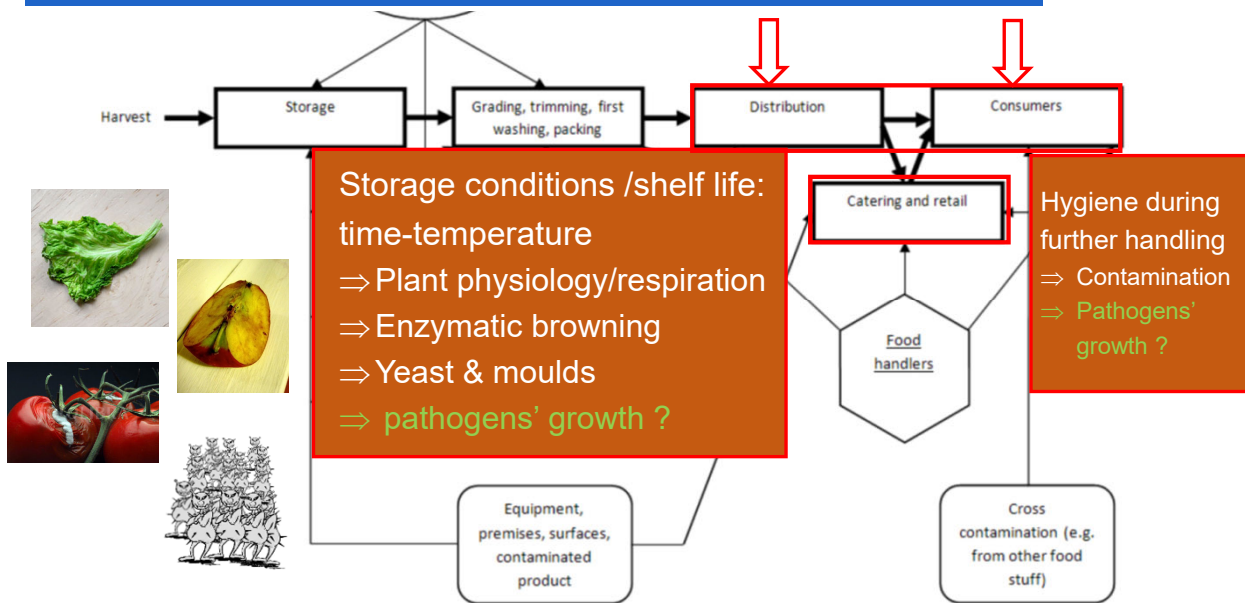 Harvest
Storage
Grading, trimming, first
washing, packing
Distribution
Consumers
Catering and retail
Storage conditions /shelf life:
time-temperature
⇒ Plant physiology/respiration
⇒ Enzymatic browning
⇒ Yeast & moulds
⇒ pathogens’ growth ?
Hygiene during
further handling
⇒ Contamination
⇒ Pathogens’
growth ?
Food
handlers
Equipment,
premises, surfaces,
contaminated
product
Cross
contamination (e.g.
from other food
stuff)